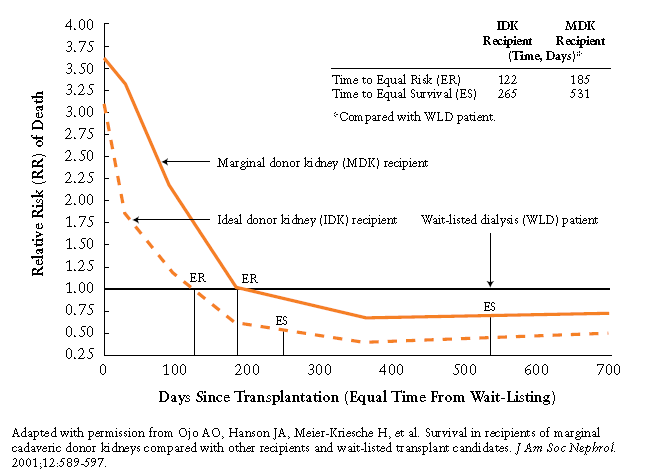 4.00
3.75
3.50
3.25
3.00
2.75
2.50
2.25
2.00
1.75
1.50
1.25
1.00
0.75
0.50
0.25
Relative Risk (RR) of Death
IDK Recipient
MDK Recipient
(Time, Days)*
Time to Equal Risk (ER) 122 185
Time to Equal Survival (ES) 265 531
*Compared with WLD patient.
Marginal donor kidney (MDK) recipient
Ideal donor kidney (IDK) recipient
Wait-listed dialysis (WLD) patient
ER
ER
ES
ES
0 100 200 300 400 500 600 700
Days Since Transplantation (Equal Time From Wait-Listing)
Adapted with permission from Ojo AO, Hanson JA, Meier-Kriesche H, et al. Survival in recipients of marginal
cadaveric donor kidneys compared with other recipients and wait-listed transplant candidates. J Am Soc Nephrol.
2001;12:589-597.